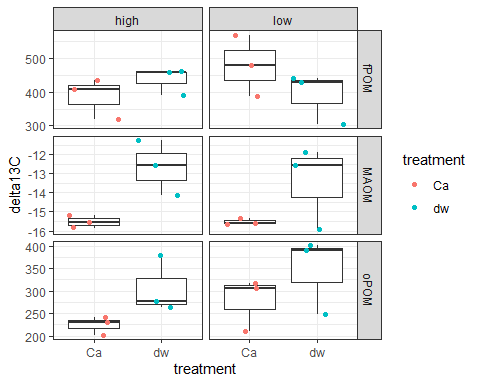 high low
500
400
300
fPOM
-12
-13
-14
-15
-16
MAOM
400
350
300
250
200
oPOM
delta13C
Ca dw Ca dw
treatment
treatment
Ca
dw